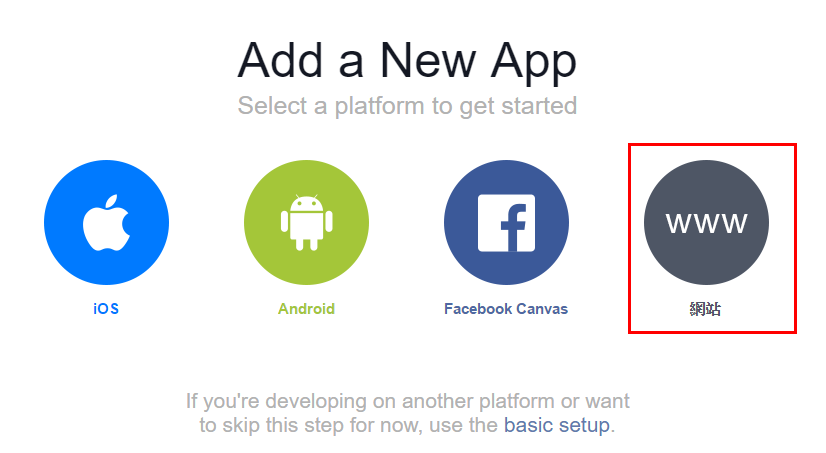 Add a New App
Select a platform to get started
www
iOS
Android
Facebook Canvas
網站
If you're developing on another platform or want
to skip this step for now, use the basic setup.